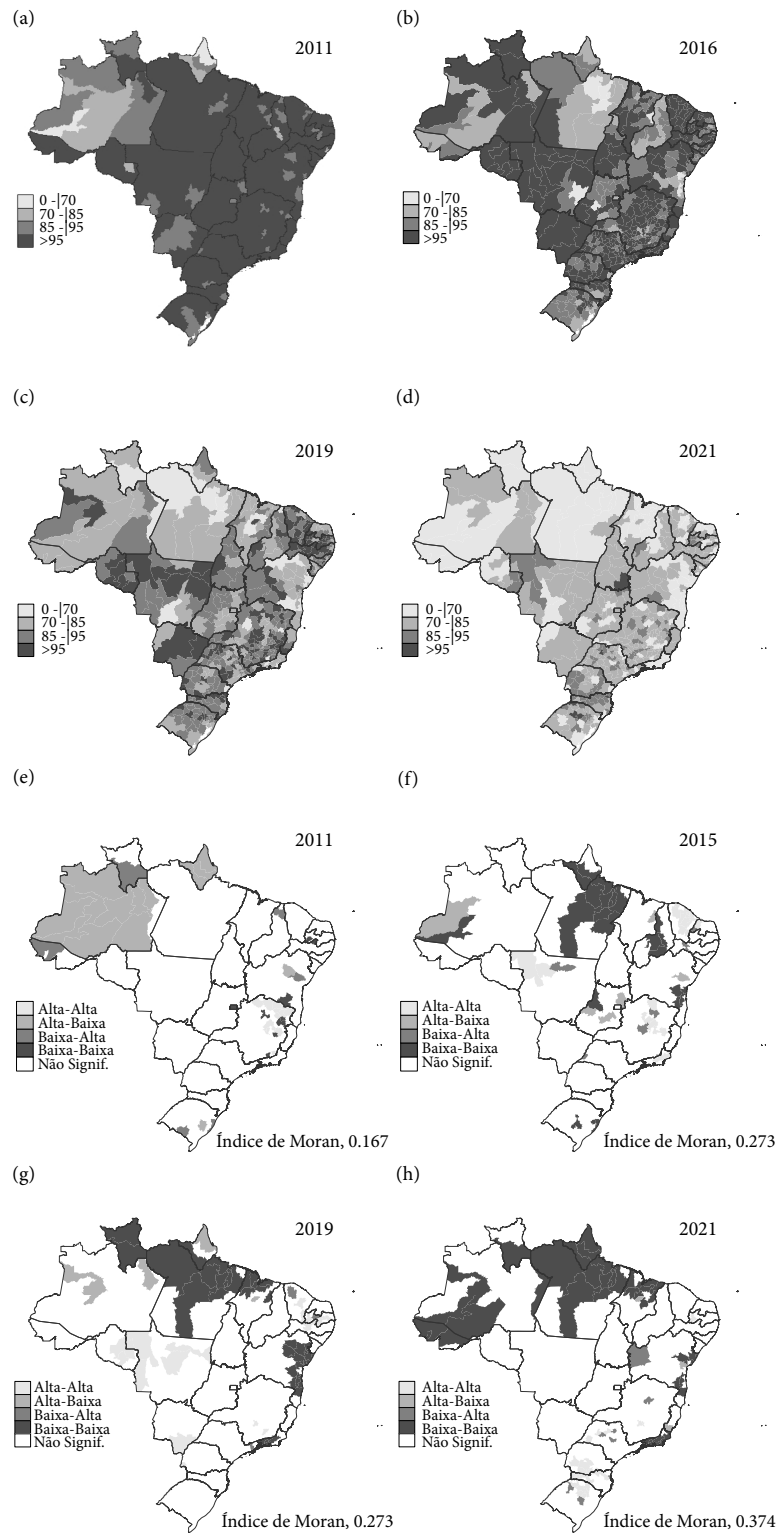 (a)
2011
0 -|70
70 -|85
85 -|95
>95
(b)
2016
0 -|70
70 -|85
85 -|95
>95
(c)
2019
0 -|70
70 -|85
85 -|95
>95
(d)
2021
0 -|70
70 -|85
85 -|95
>95
(e)
2011
Alta-Alta
Alta-Baixa
Baixa-Alta
Baixa-Baixa
Não Signif.
Índice de Moran, 0.167
(f)
2015
Alta-Alta
Alta-Baixa
Baixa-Alta
Baixa-Baixa
Não Signif.
Índice de Moran, 0.273
(g)
2019
Alta-Alta
Alta-Baixa
Baixa-Alta
Baixa-Baixa
Não Signif.
Índice de Moran, 0.273
(h)
2021
Alta-Alta
Alta-Baixa
Baixa-Alta
Baixa-Baixa
Não Signif.
Índice de Moran, 0.374